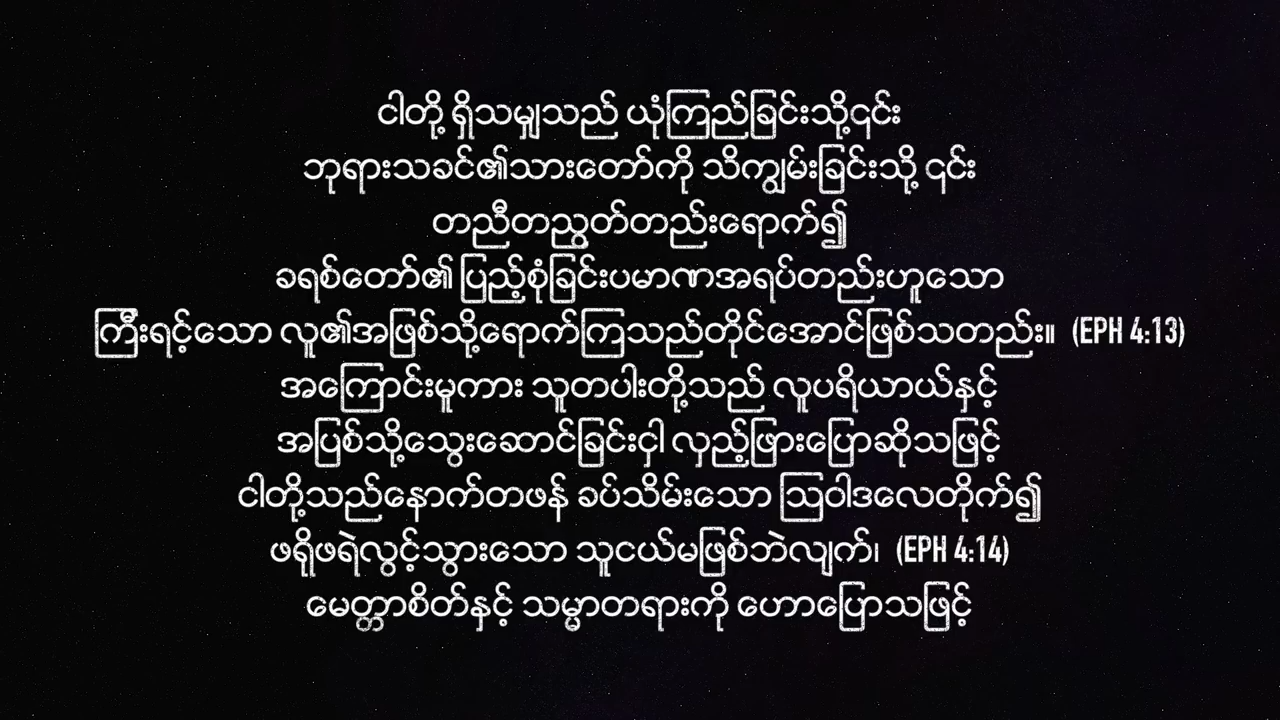 ငါတို့ ရှိသမျှသည် ယုံကြည်ခြင်းသို့၎င်း
ဘုရားသခင်၏သားတော်ကို သိကျွမ်းခြင်းသို့ ၎င်း
တညီတညွတ်တည်းရောက်၍
ခရစ်တော်၏ ပြည့်စုံခြင်းပမာဏအရပ်တည်းဟူသော
ကြီးရင့်သော လူ၏အဖြစ်သို့ရောက်ကြသည်တိုင်အောင်ဖြစ်သတည်း။ (EPH 4:13)
အကြောင်းမူကား သူတပါးတို့သည် လူပရိယာယ်နှင့်
အပြစ်သို့သွေးဆောင်ခြင်းငှါ လှည့်ဖြားပြောဆိုသဖြင့်
ငါတို့သည်နောက်တဖန် ခပ်သိမ်းသော ဩဝါဒလေတိုက်၍
ဖရိုဖရဲလွင့်သွားသော သူငယ်မဖြစ်ဘဲလျက်၊ (EPH 4:14)
မေတ္တာစိတ်နှင့် သမ္မာတရားကို ဟောပြောသဖြင့်